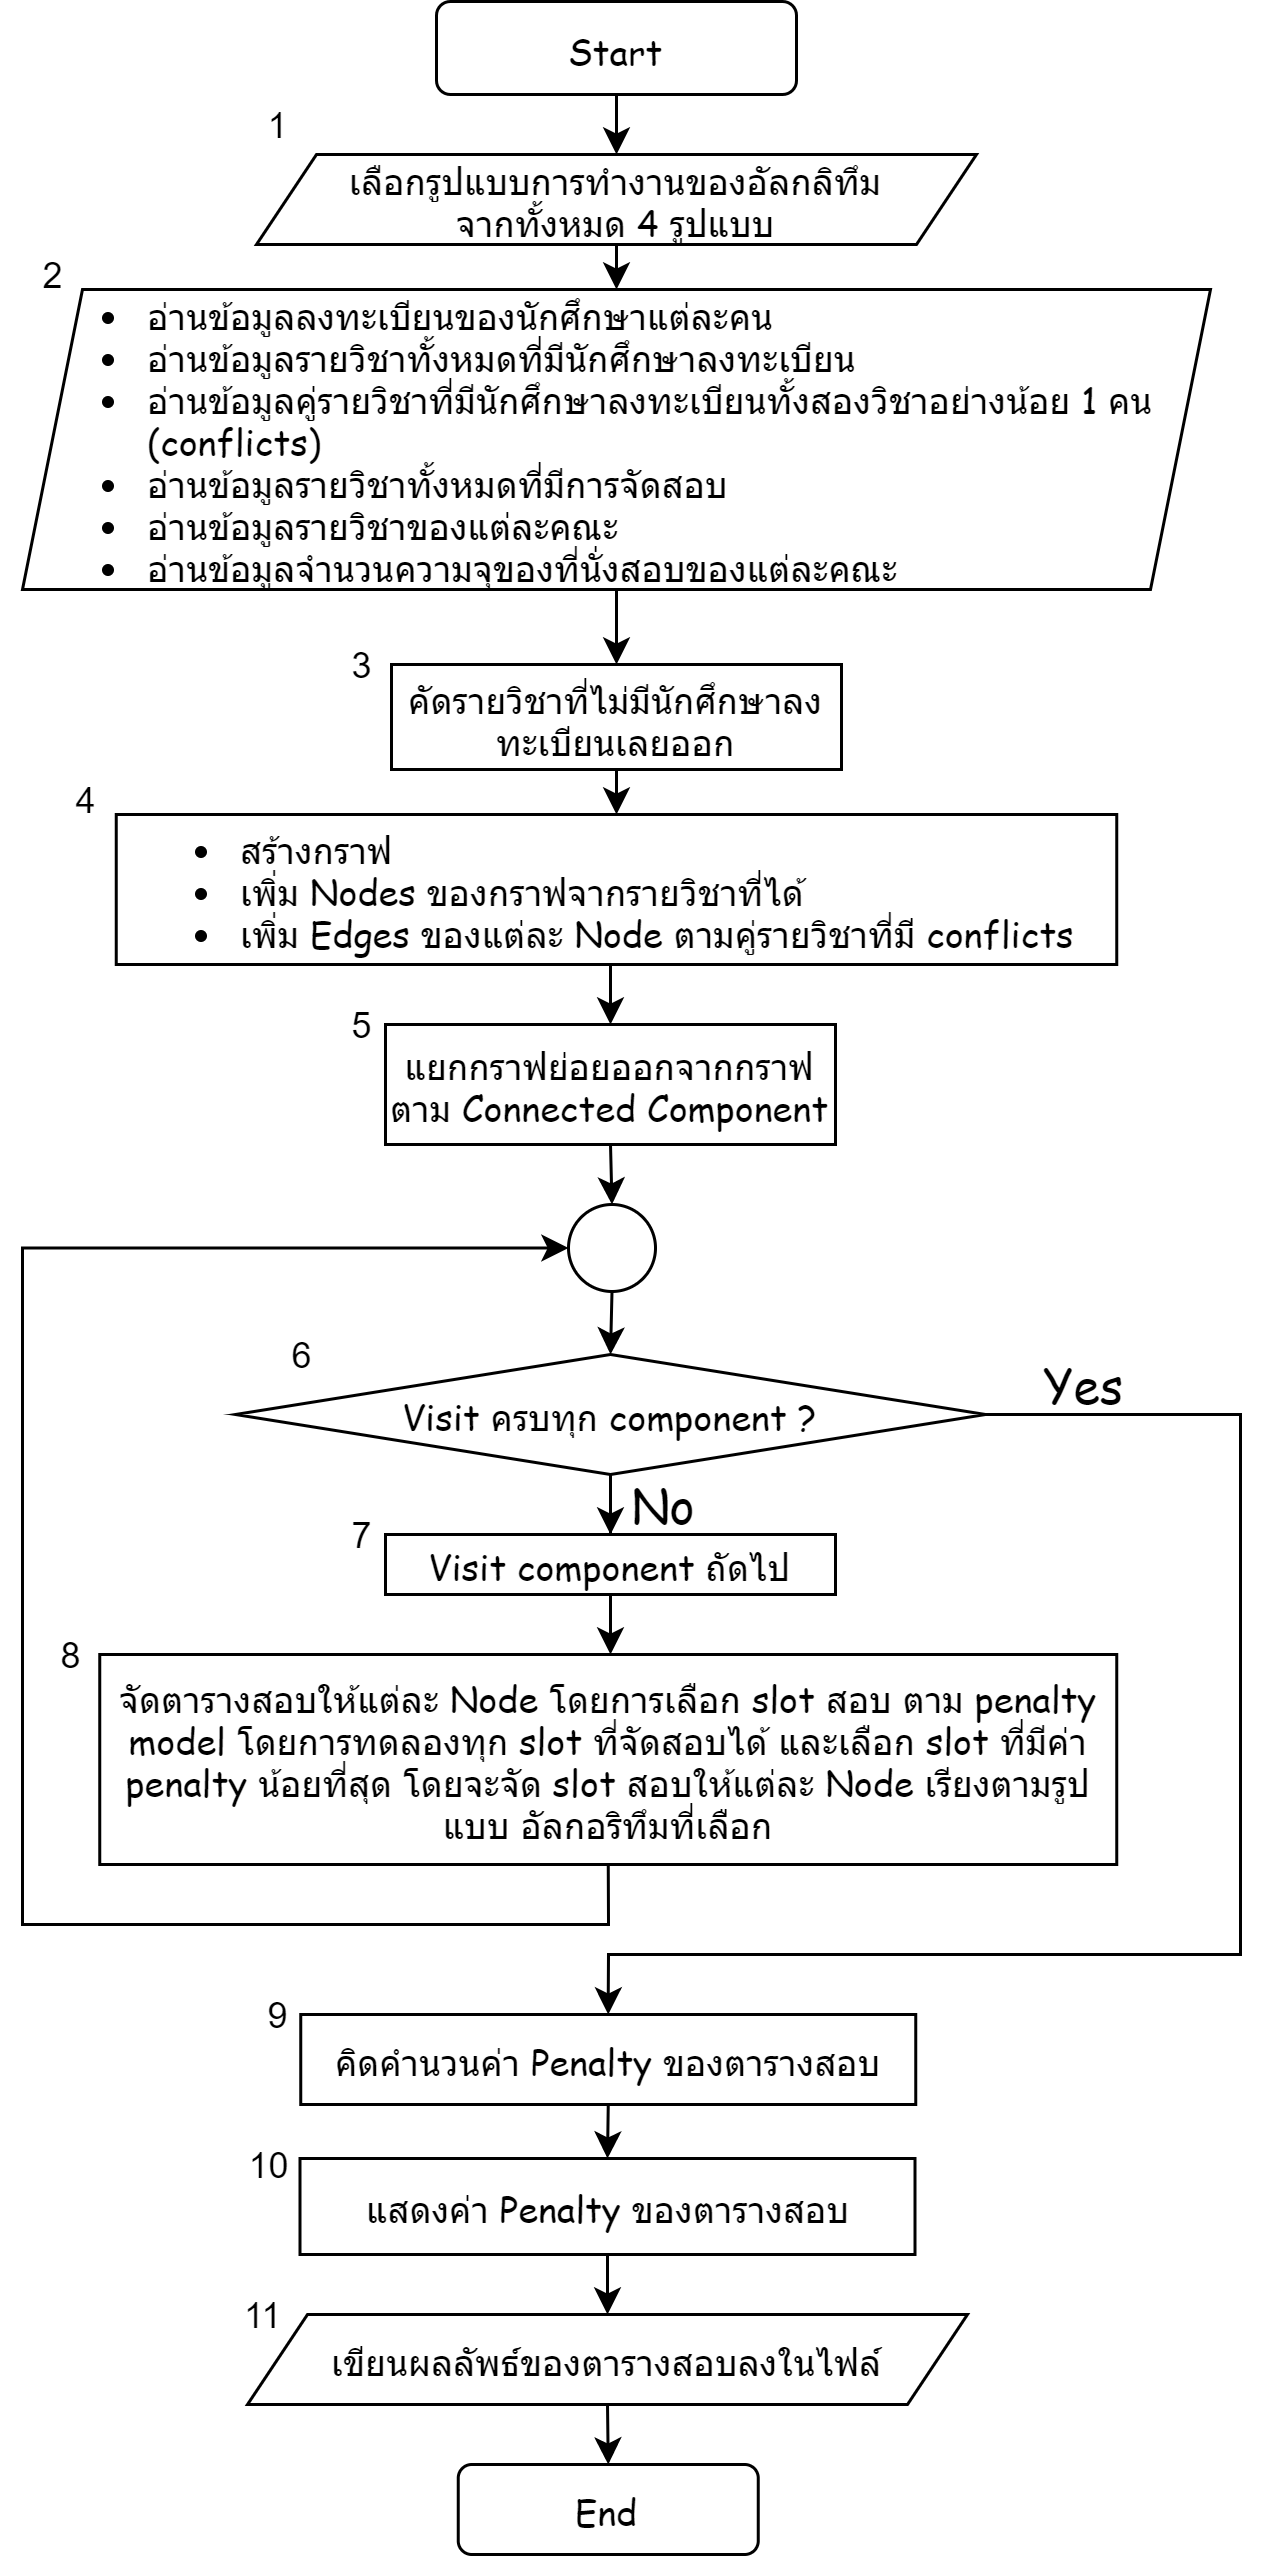 Start
1
เลือกรูปแบบการทำงานของอัลกลิทึม
จากทั้งหมด 4 รูปแบบ
2
อ่านข้อมูลลงทะเบียนของนักศึกษาแต่ละคน
อ่านข้อมูลรายวิชาทั้งหมดที่มีนักศึกษาลงทะเบียน
อ่านข้อมูลคู่รายวิชาที่มีนักศึกษาลงทะเบียนทั้งสองวิชาอย่างน้อย 1 คน
(conflicts)
อ่านข้อมูลรายวิชาทั้งหมดที่มีการจัดสอบ
อ่านข้อมูลรายวิชาของแต่ละคณะ
อ่านข้อมูลจำนวนความจุของที่นั่งสอบของแต่ละคณะ
3
คัดรายวิชาที่ไม่มีนักศึกษาลง
ทะเบียนเลยออก
4
สร้างกราฟ
เพิ่ม Nodes ของกราฟจากรายวิชาที่ได้
เพิ่ม Edges ของแต่ละ Node ตามคู่รายวิชาที่มี conflicts
5
แยกกราฟย่อยออกจากกราฟ
ตาม Connected Component
6
Visit ครบทุก component ?
Yes
No
7
Visit component ถัดไป
8
จัดตารางสอบให้แต่ละ Node โดยการเลือก slot สอบ ตาม penalty
model โดยการทดลองทุก slot ที่จัดสอบได้ และเลือก slot ที่มีค่า
penalty น้อยที่สุด โดยจะจัด slot สอบให้แต่ละ Node เรียงตามรูป
แบบ อัลกอริทึมที่เลือก
9
คิดคำนวนค่า Penalty ของตารางสอบ
10
แสดงค่า Penalty ของตารางสอบ
11
เขียนผลลัพธ์ของตารางสอบลงในไฟล์
End